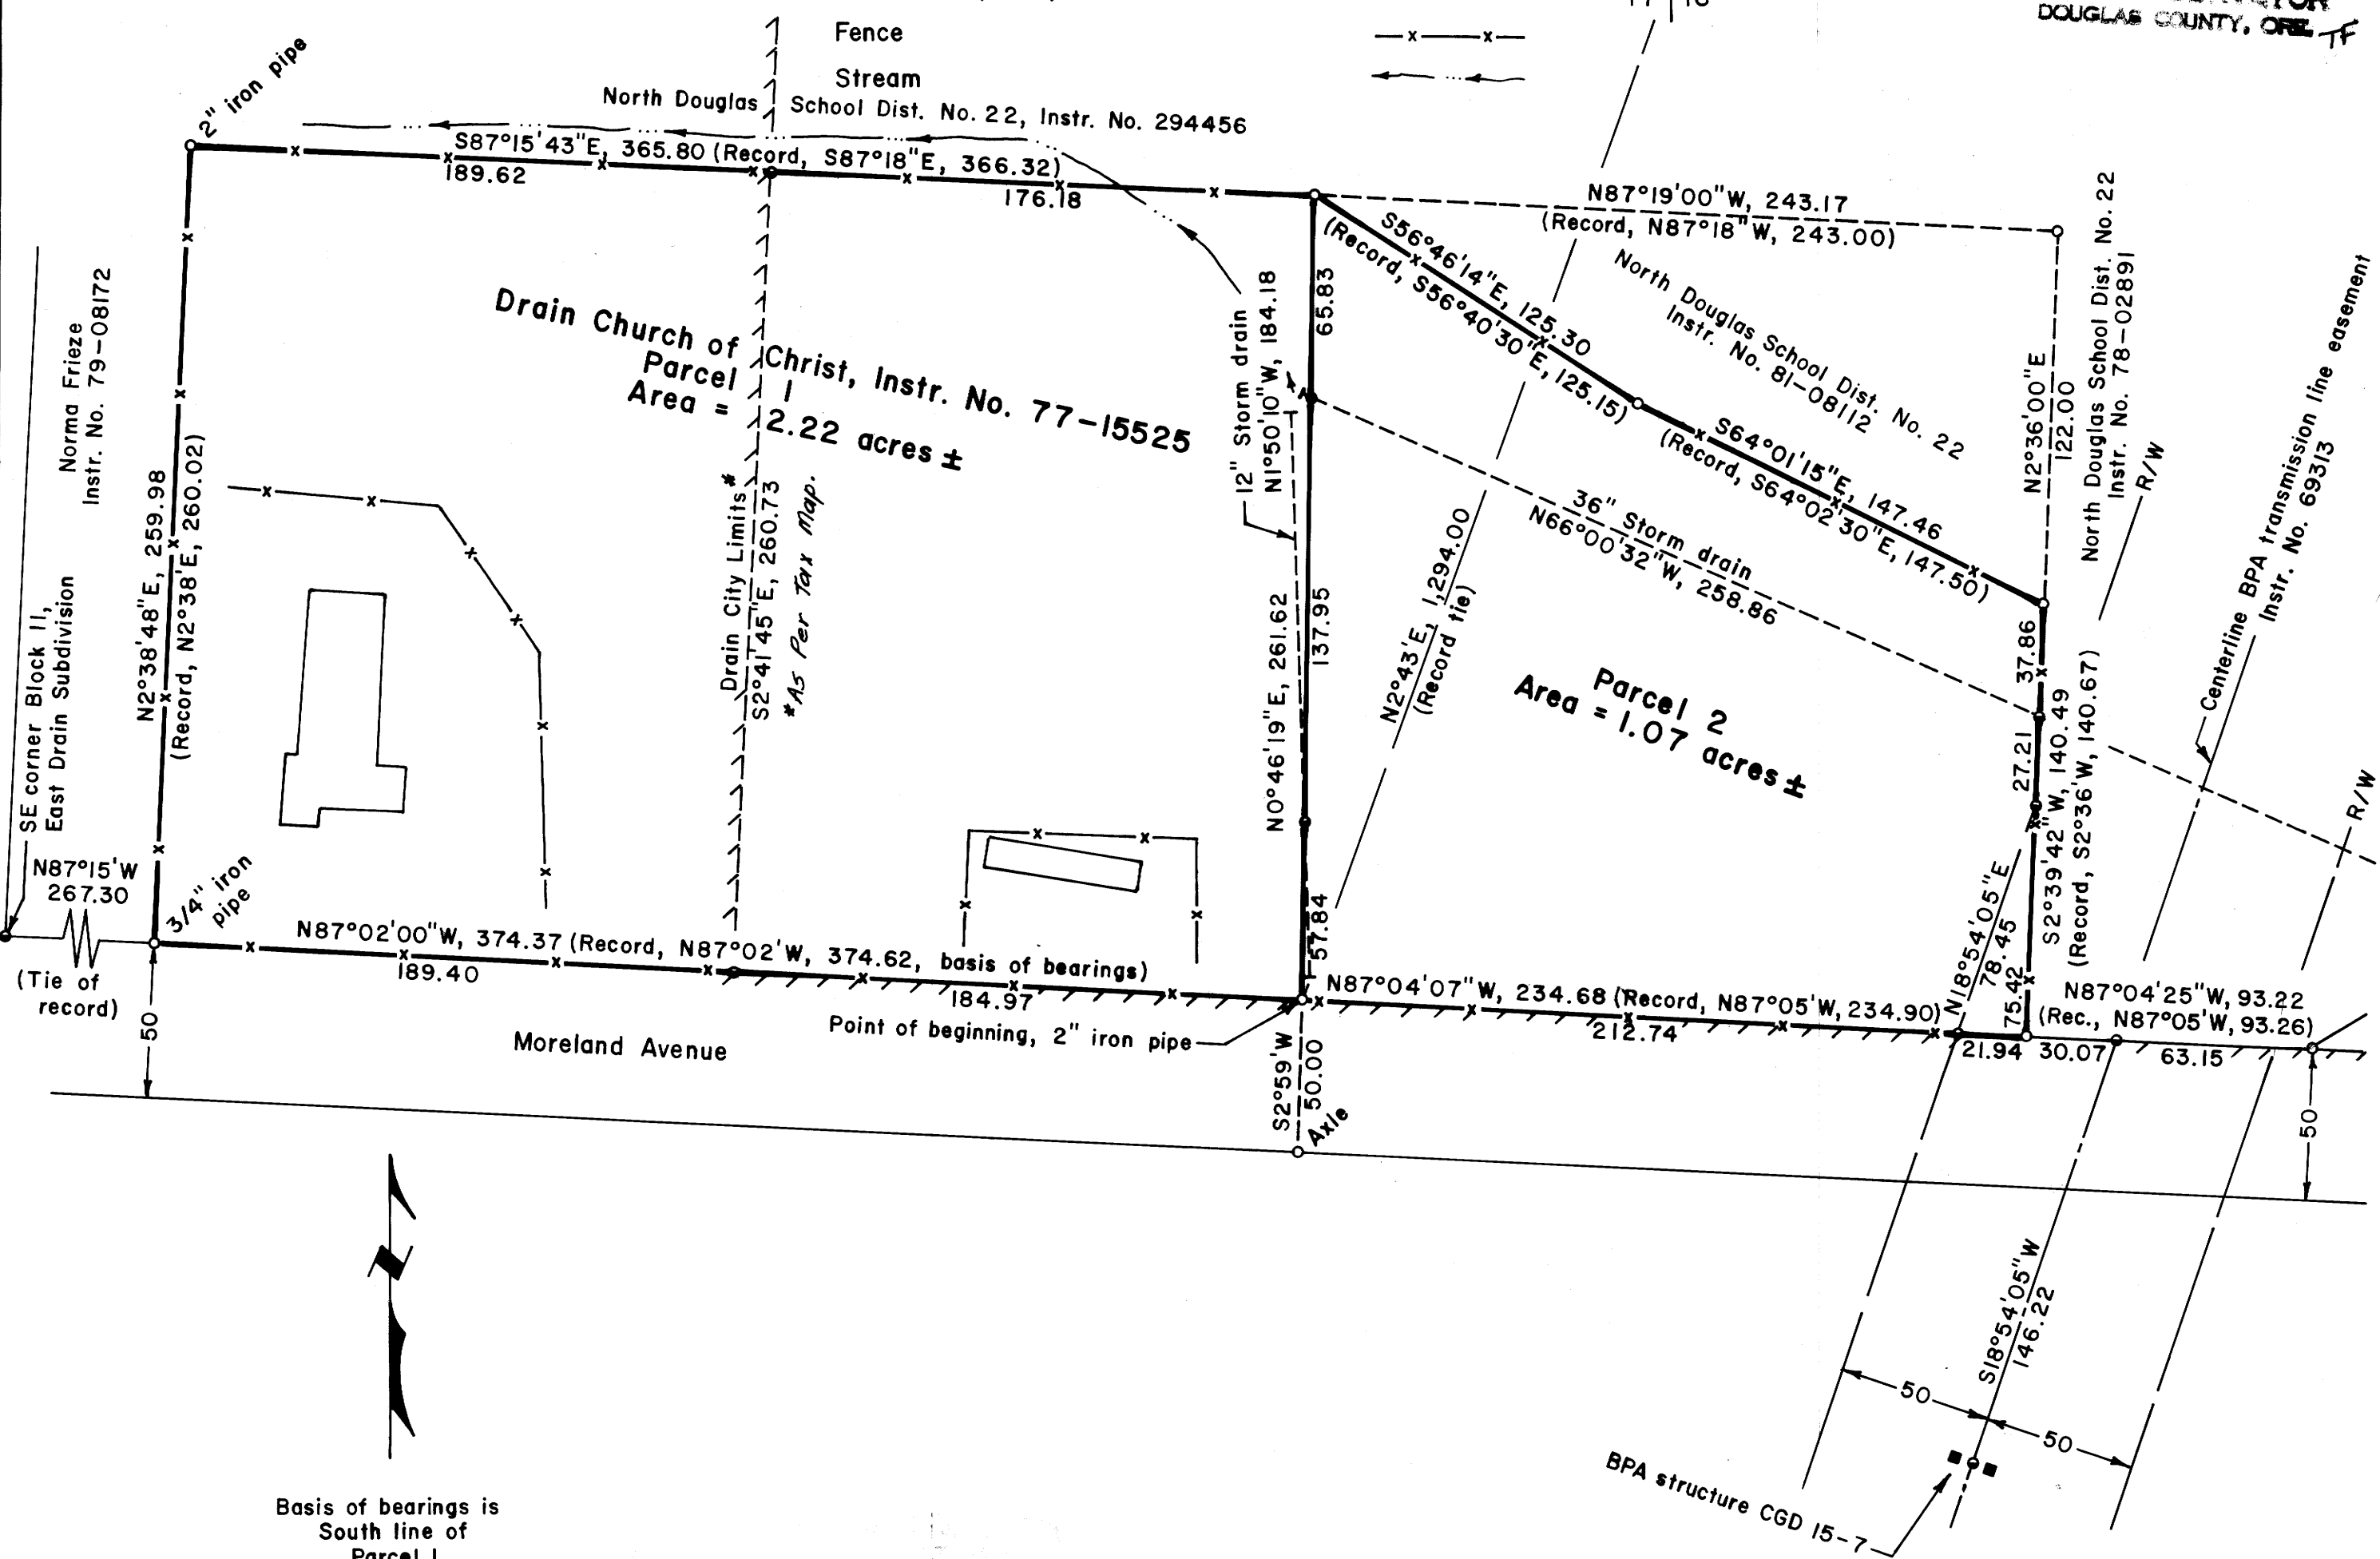 DOUGLAS COUNTY, ORE. TF
Fence
Stream
2" iron pipe
North Douglas School Dist. No. 22, Instr. No. 294456
S87°15'43"E, 365.80 (Record, S87°18"E, 366.32)
189.62
176.18
N87°19'00"W, 243.17
(Record, N87°18"W, 243.00)
S56°46'14"E, 125.30
(Record, S56°40'30"E, 125.15)
North Douglas School Dist. No. 22
Instr. No. 81-08112
S64°01'15"E, 147.46
(Record, S64°02'30"E, 147.50)
N2°36'00"E
122.00
North Douglas School Dist. No. 22
Instr. No. 78-02891
R/W
Centerline BPA transmission line easement
Instr. No. 69313
R/W
Norma Frieze
Instr. No. 79-08172
N2°38'48"E, 259.98
(Record, N2°38'E, 260.02)
SE corner Block 11,
East Drain Subdivision
Drain Church of Christ, Instr. No. 77-15525
Parcel 1
Area = 2.22 acres ±
Drain City Limits*
S2°41'45"E, 260.73
*As Per Tax Map.
12" Storm drain
N1°50'10"W, 184.18
65.83
N0°46'19"E, 261.62
137.95
57.84
N2°43'E, 1,294.00
(Record tie)
36" Storm drain
N66°00'32"W, 258.86
Parcel 2
Area = 1.07 acres ±
37.86
27.21
75.42
S2°39'42"W, 140.49
(Record, S2°36'W, 140.67)
N18°54'05"E
78.45
N87°15'W
267.30
(Tie of
record)
3/4" iron
pipe
N87°02'00"W, 374.37 (Record, N87°02'W, 374.62, basis of bearings)
189.40
184.97
N87°04'07"W, 234.68 (Record, N87°05'W, 234.90)
212.74
N87°04'25"W, 93.22
(Rec., N87°05'W, 93.26)
21.94
30.07
63.15
50
Moreland Avenue
Point of beginning, 2" iron pipe
S2°59'W
50.00
Axle
50
S18°54'05"W
146.22
50
50
BPA structure CGD 15-7
Basis of bearings is
South line of
Parcel 1